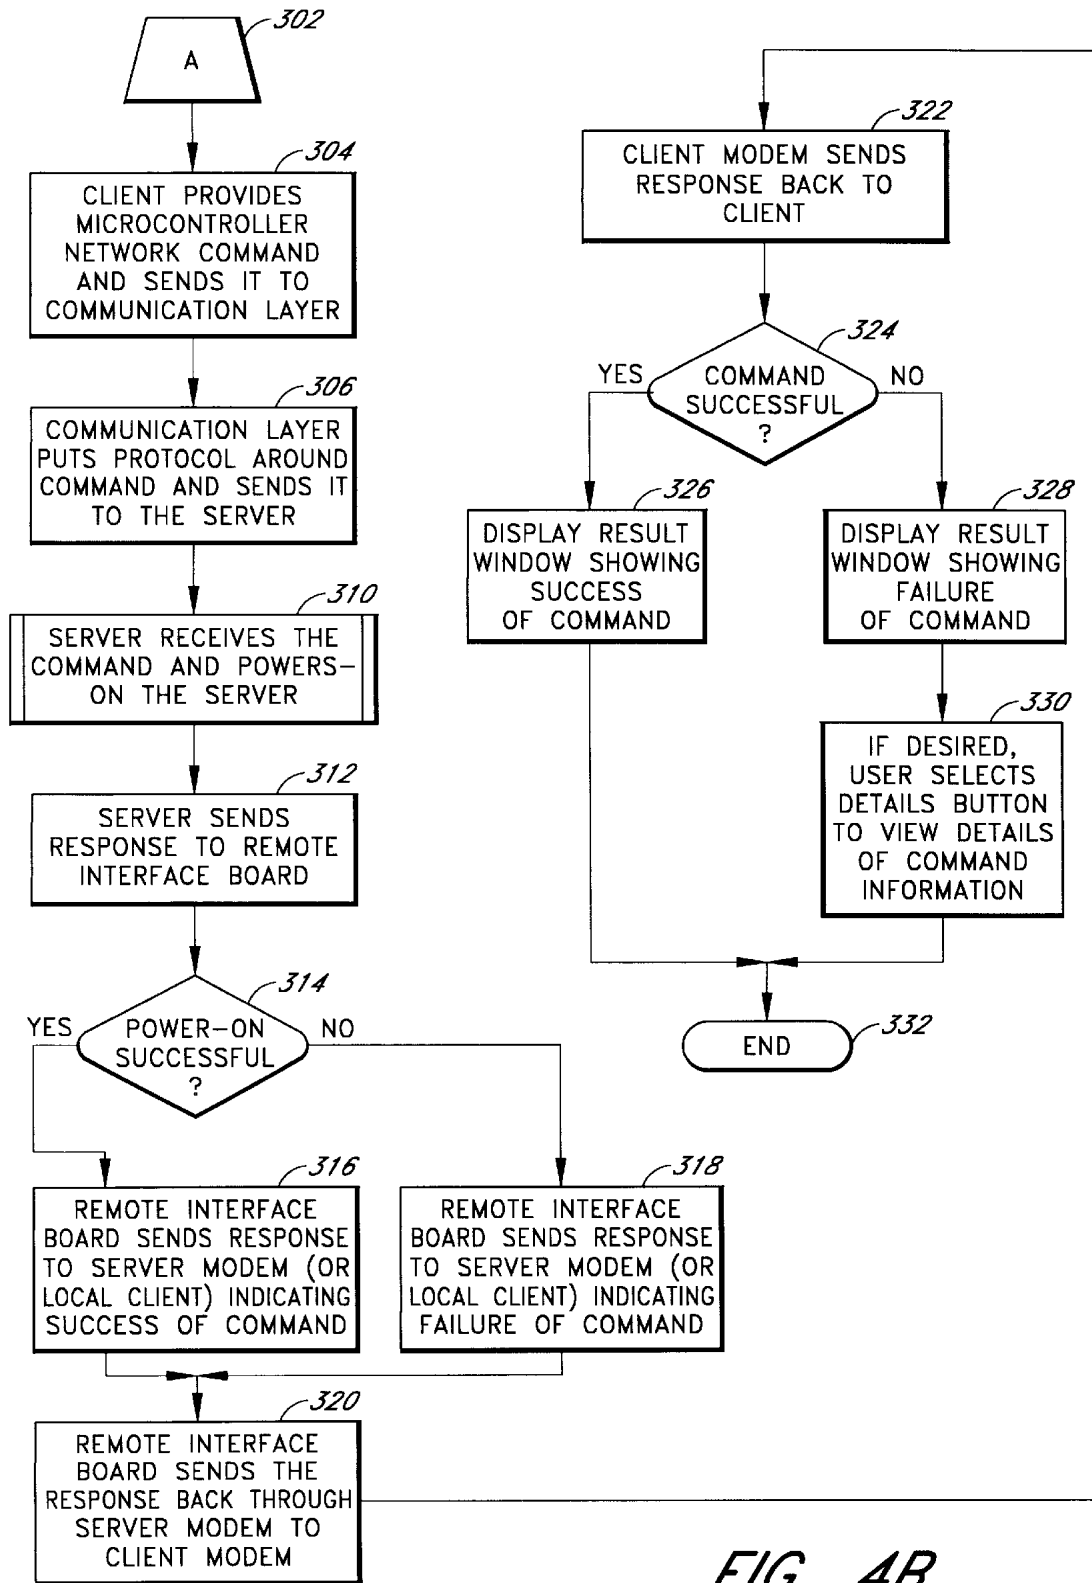 302
A
304
CLIENT PROVIDES
MICROCONTROLLER
NETWORK COMMAND
AND SENDS IT TO
COMMUNICATION LAYER
306
COMMUNICATION LAYER
PUTS PROTOCOL AROUND
COMMAND AND SENDS IT
TO THE SERVER
310
SERVER RECEIVES THE
COMMAND AND POWERS-
ON THE SERVER
312
SERVER SENDS
RESPONSE TO REMOTE
INTERFACE BOARD
314
YES
POWER-ON
SUCCESSFUL
?
NO
316
REMOTE INTERFACE
BOARD SENDS RESPONSE
TO SERVER MODEM (OR
LOCAL CLIENT) INDICATING
SUCCESS OF COMMAND
318
REMOTE INTERFACE
BOARD SENDS RESPONSE
TO SERVER MODEM (OR
LOCAL CLIENT) INDICATING
FAILURE OF COMMAND
320
REMOTE INTERFACE
BOARD SENDS THE
RESPONSE BACK THROUGH
SERVER MODEM TO
CLIENT MODEM
322
CLIENT MODEM SENDS
RESPONSE BACK TO
CLIENT
324
YES
COMMAND
SUCCESSFUL
?
NO
326
DISPLAY RESULT
WINDOW SHOWING
SUCCESS
OF COMMAND
328
DISPLAY RESULT
WINDOW SHOWING
FAILURE
OF COMMAND
330
IF DESIRED,
USER SELECTS
DETAILS BUTTON
TO VIEW DETAILS
OF COMMAND
INFORMATION
END
332
FIG. 4B